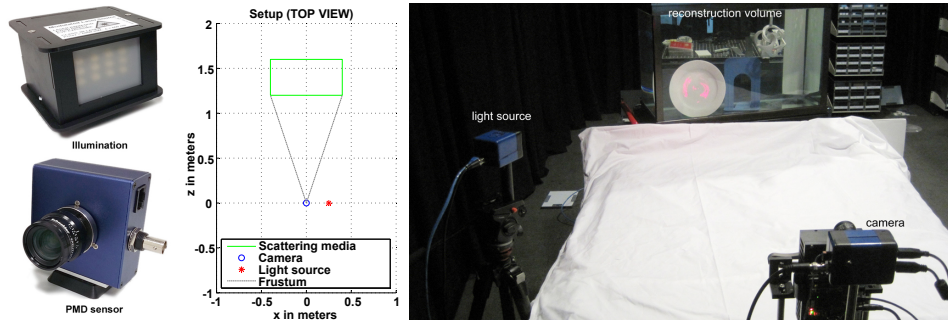 Illumination
PMD sensor
Setup (TOP VIEW)
2
1.5
1
0.5
0
-0.5
-1
z in meters
Scattering media
Camera
Light source
Frustum
-1
-0.5
0
0.5
1
x in meters
reconstruction volume
light source
camera